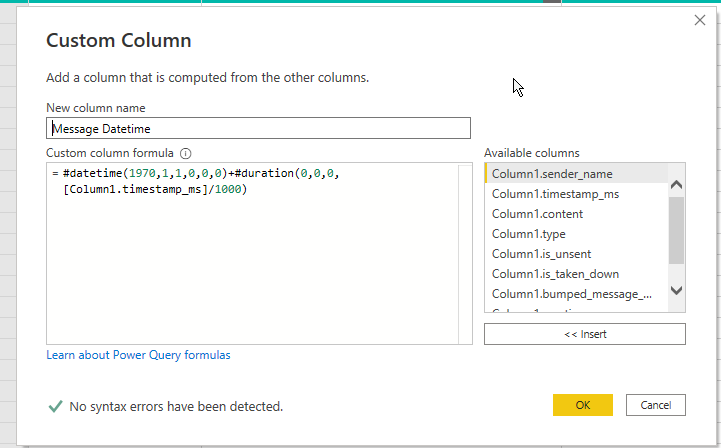 Custom Column
Add a column that is computed from the other columns.
New column name
Message Datetime
Custom column formula
Available columns
= #datetime(1970,1,1,0,0,0)+#duration(0,0,0,
[Column1.timestamp_ms]/1000)
Column1.sender_name
Column1.timestamp_ms
Column1.content
Column1.type
Column1.is_unsent
Column1.is_taken_down
Column1.bumped_message_...
<< Insert
Learn about Power Query formulas
No syntax errors have been detected.
OK
Cancel